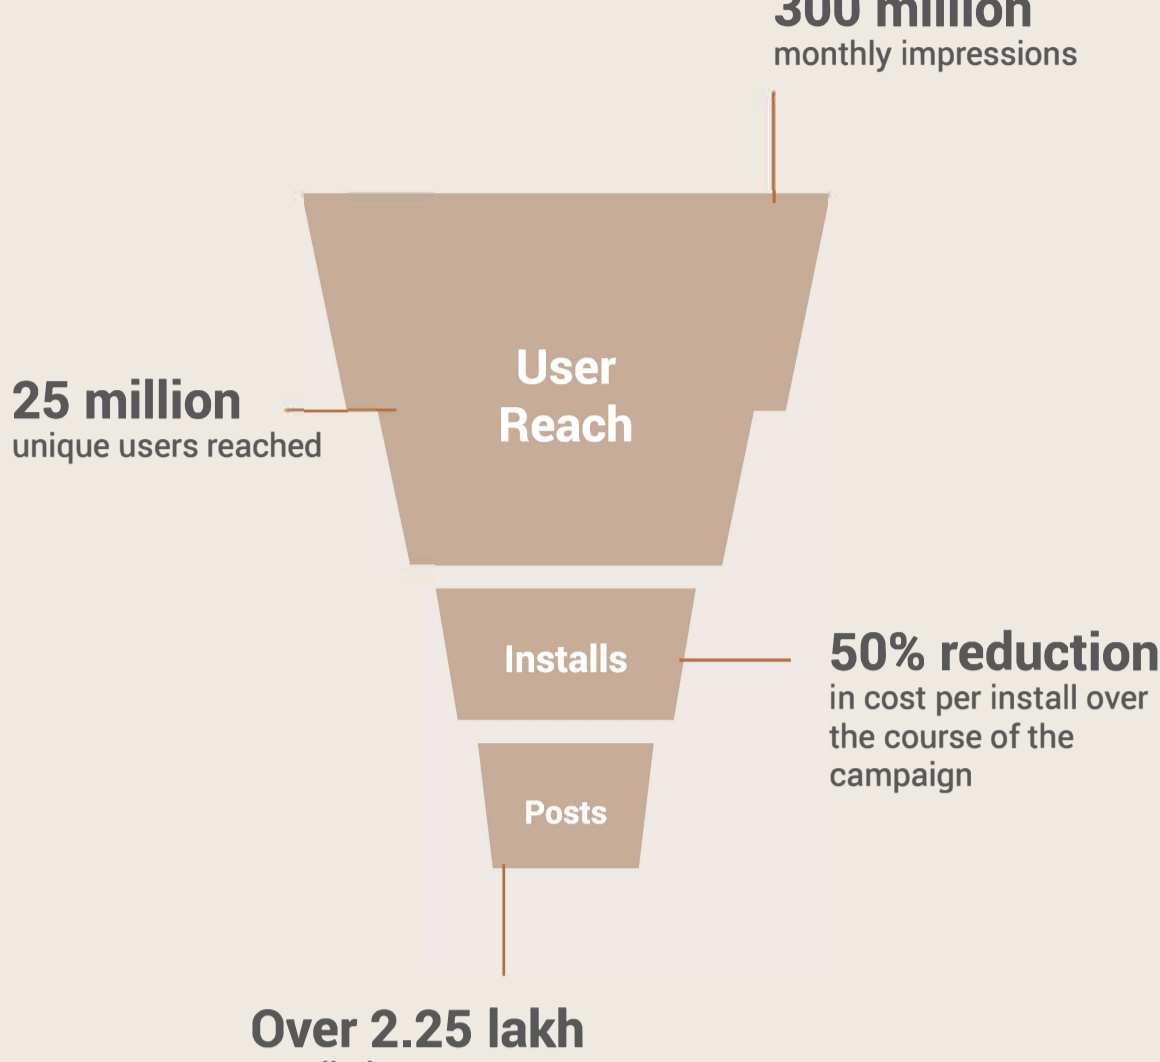 300 million
monthly impressions
User
Reach
25 million
unique users reached
Installs
50% reduction
in cost per install over
the course of the
campaign
Posts
Over 2.25 lakh